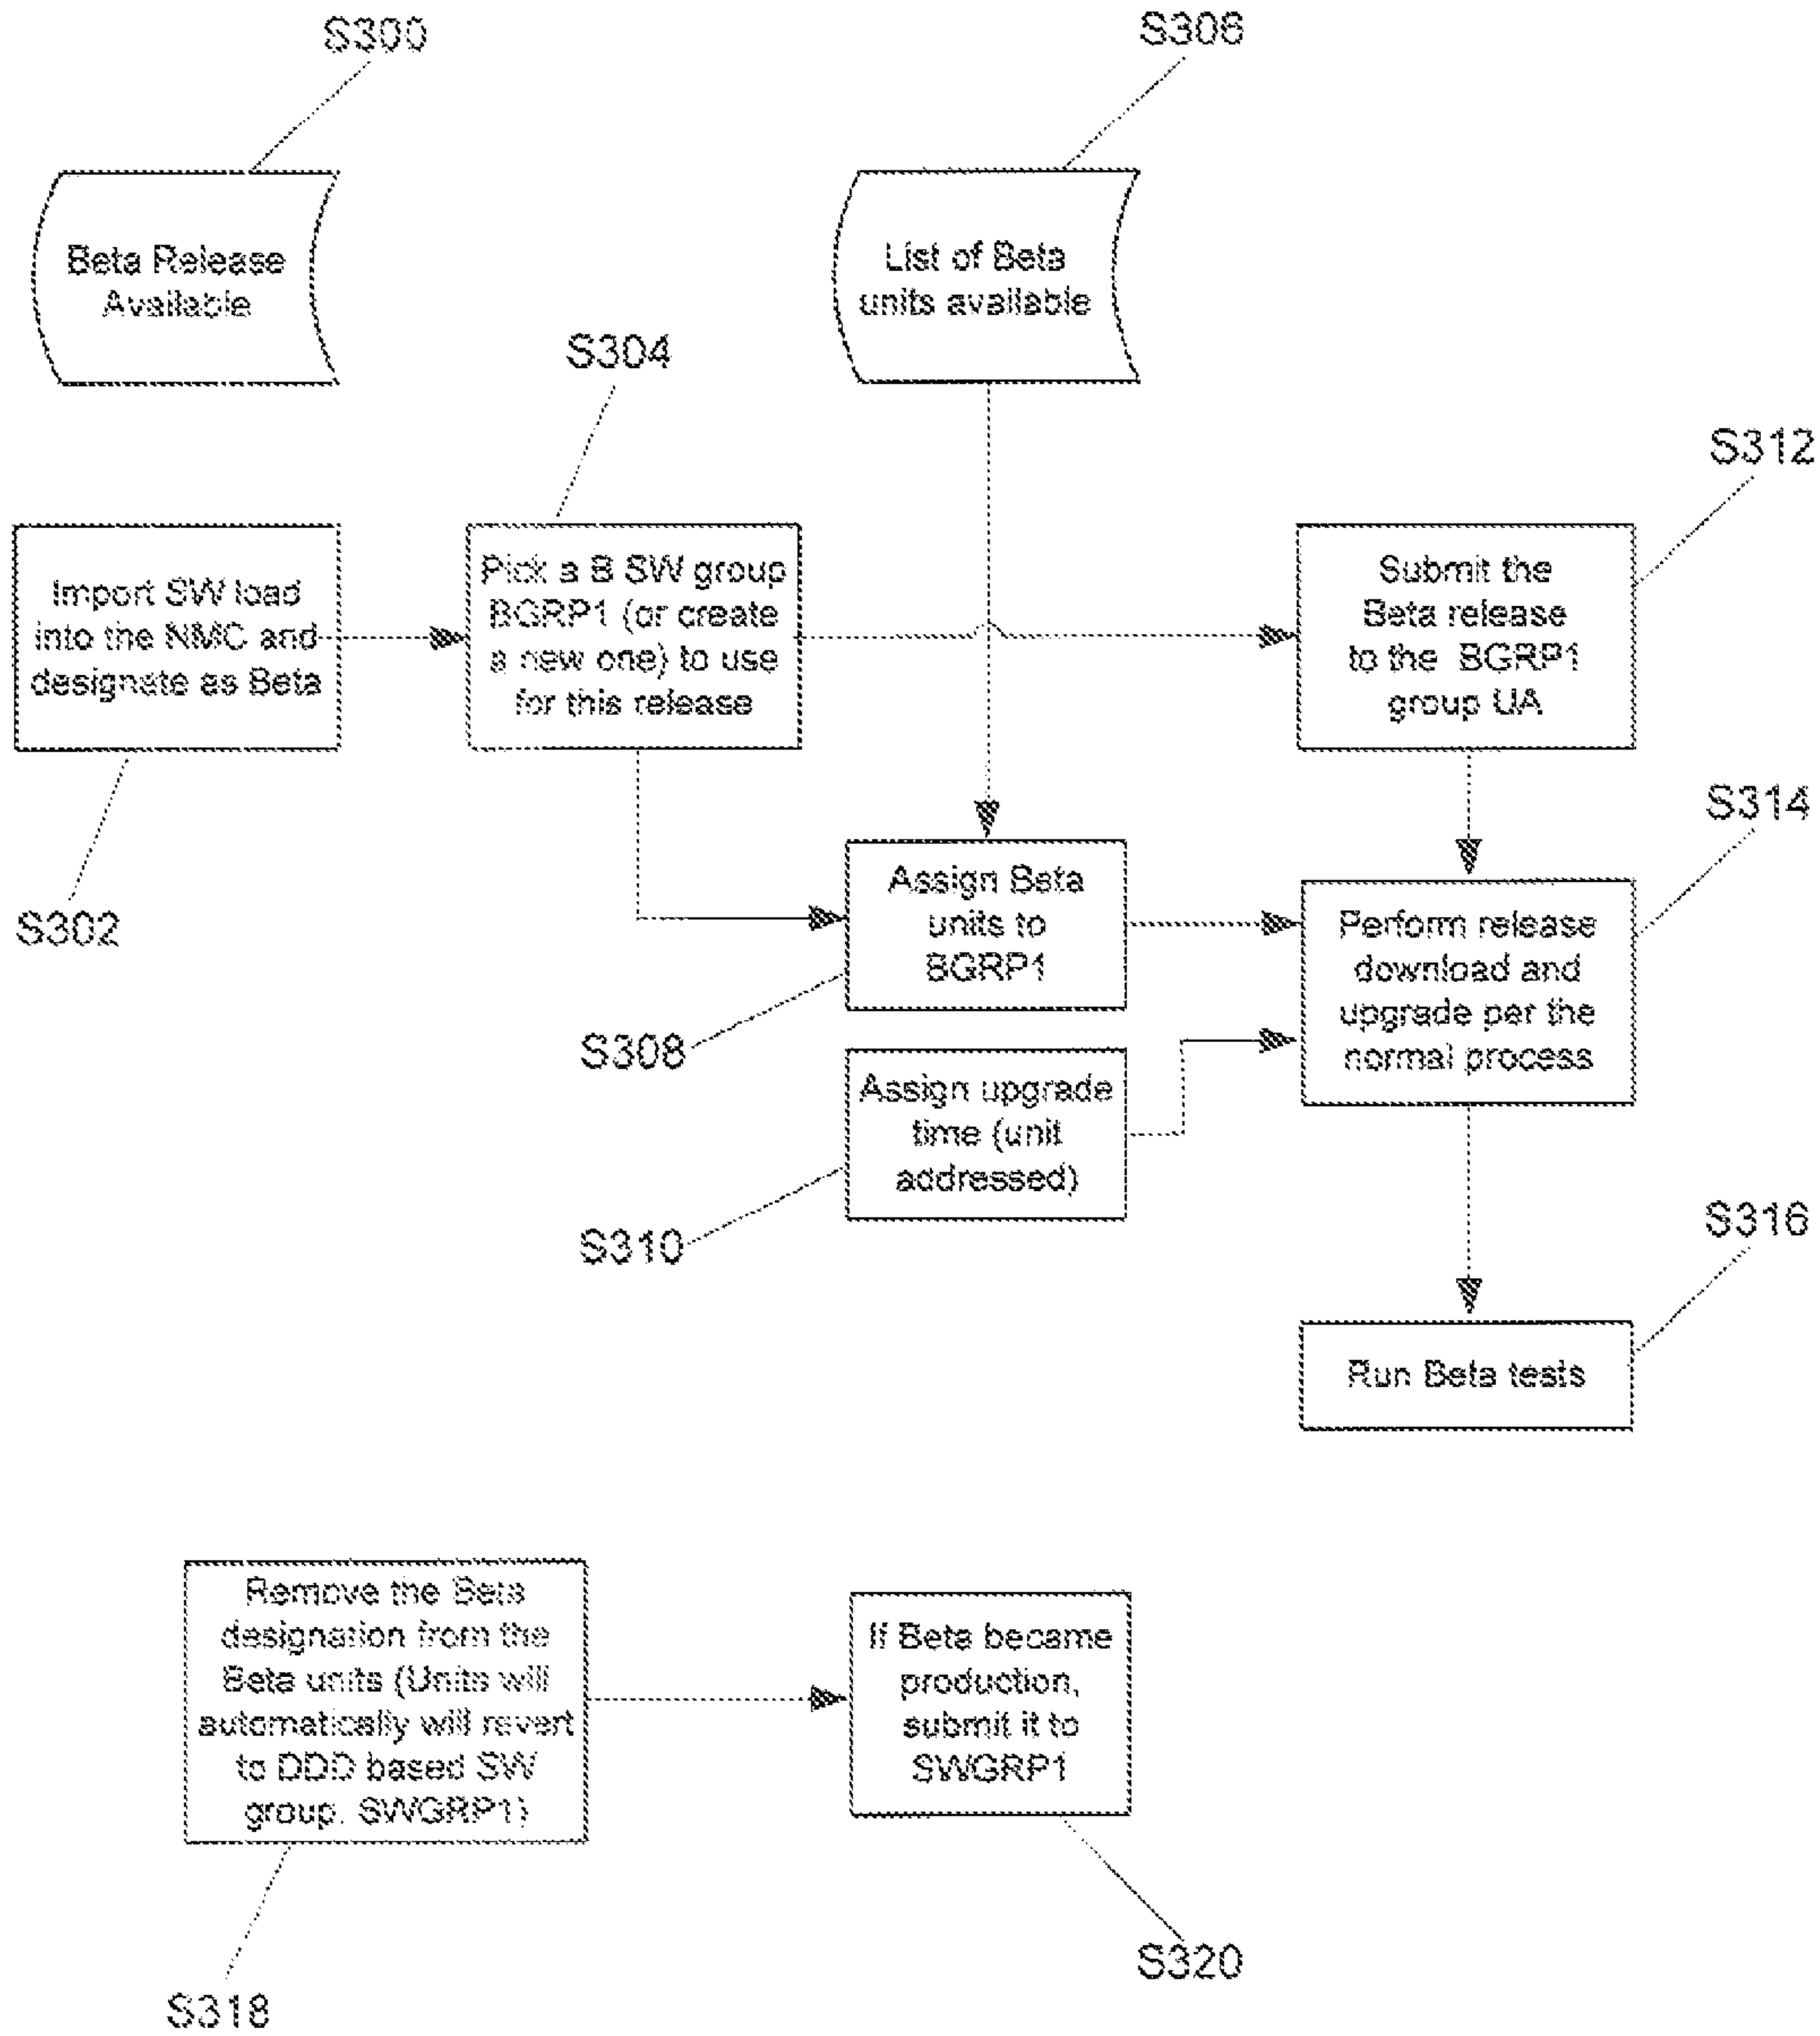 S300
S306
Beta Release
Available
List of Beta
units available
S304
S312
Import SW load
into the NMC and
designate as Beta
Pick a B SW group
BGRP1 (or create
a new one) to use
for this release
Submit the
Beta release
to the BGRP1
group UA
S302
S314
Assign Beta
units to
BGRP1
S308
Perform release
download and
upgrade per the
normal process
Assign upgrade
time (unit
addressed)
S310
S316
Run Beta tests
Remove the Beta
designation from the
Beta units (Units will
automatically will revert
to DDD based SW
group. SWGRP1)
If Beta became
production,
submit it to
SWGRP1
S320
S318